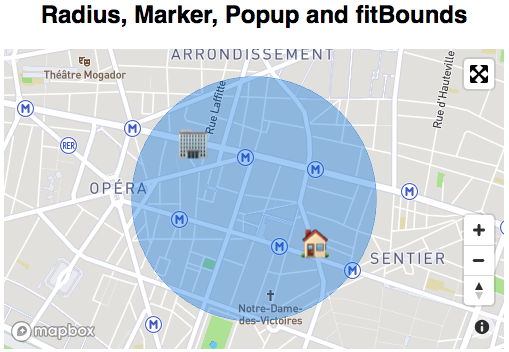 Radius, Marker, Popup and fitBounds
ARRONDISSEMENT
Théâtre Mogador
Rue Laffitte
Rue d'Hauteville
M
M
RER
M
M
M
OPÉRA
M
M
SENTIER
M
Notre-Dame-
des-Victoires
M
mapbox
+
−
i